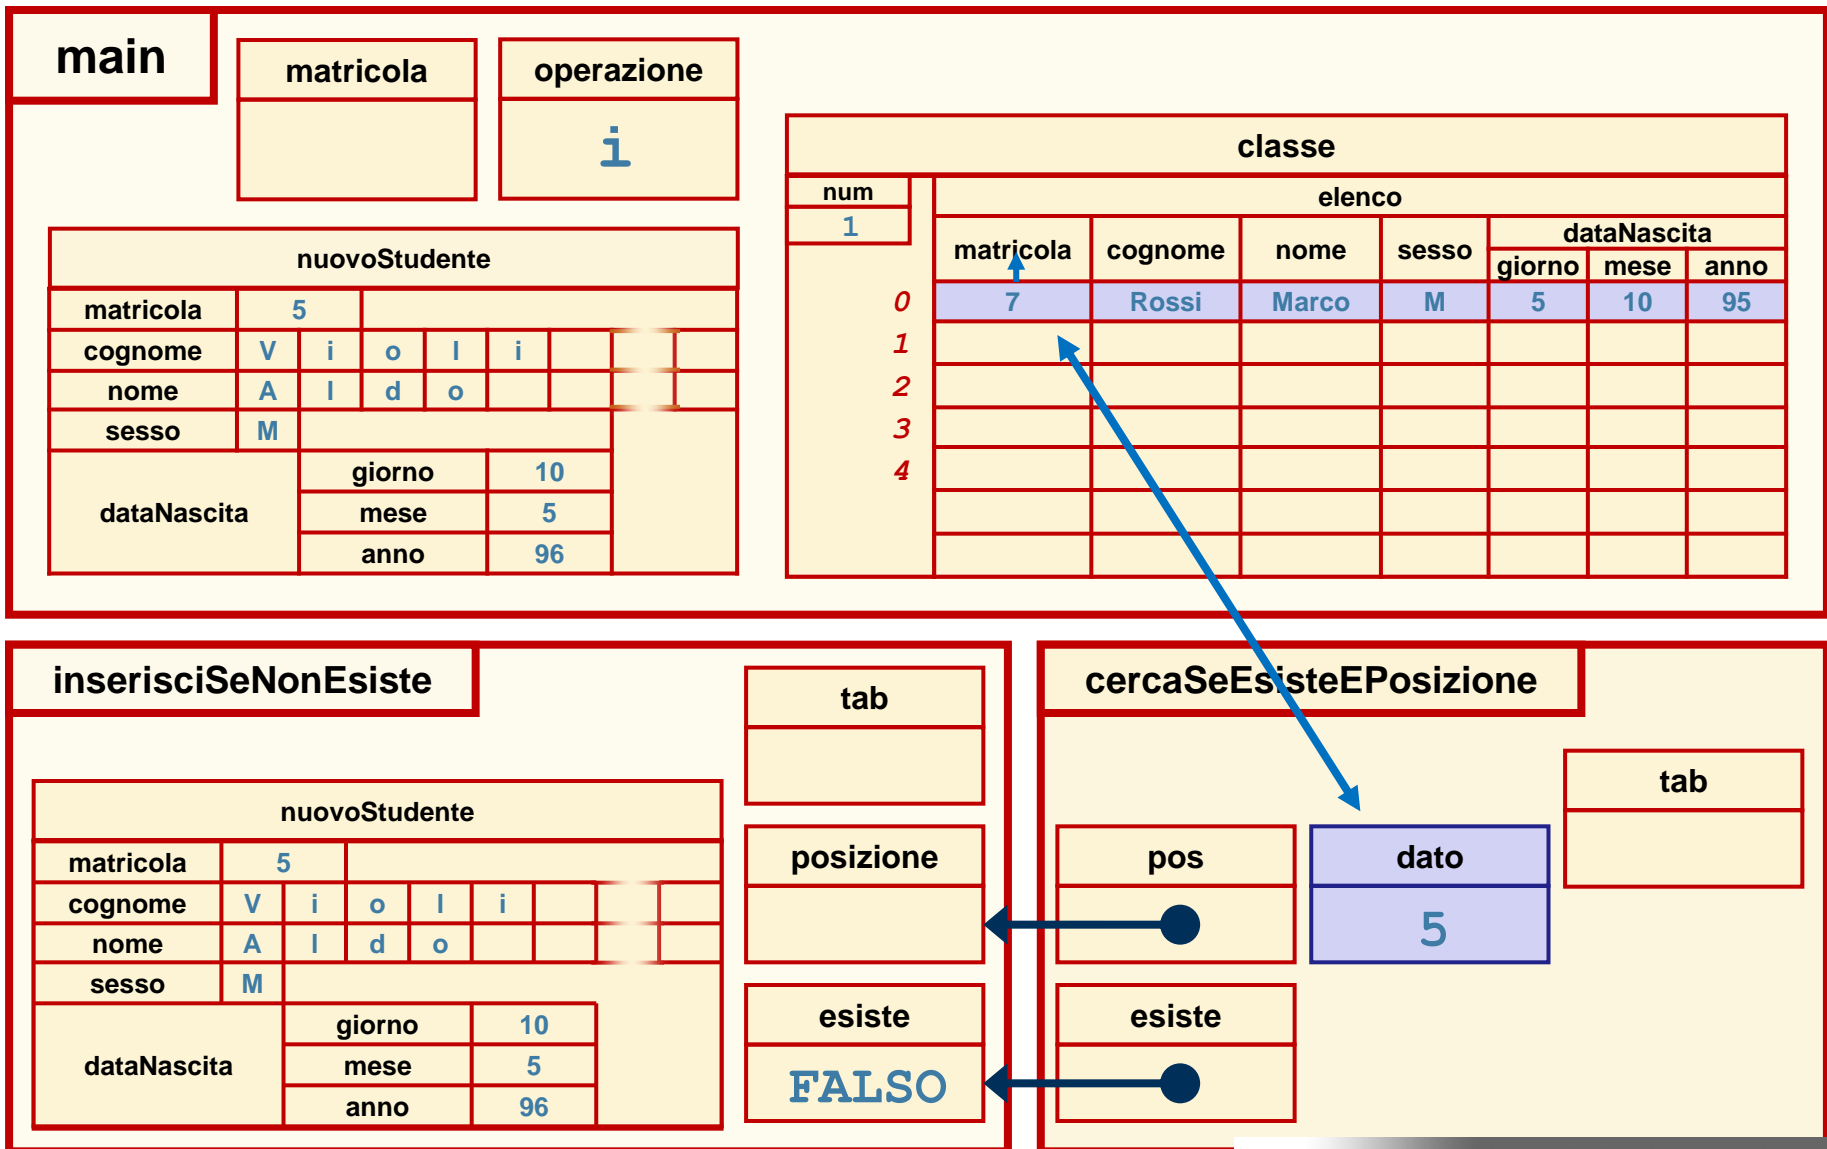 main
matricola
operazione
i
classe
num
elenco
1
matricola cognome nome sesso dataNascita
giorno mese anno
0 7 Rossi Marco M 5 10 95
1
2
3
4
nuovoStudente
matricola 5
cognome V i o l i
nome A l d o
sesso M
dataNascita
giorno 10
mese 5
anno 96
inserisciSeNonEsiste
tab
nuovoStudente
matricola 5
cognome V i o l i
nome A l d o
sesso M
dataNascita
giorno 10
mese 5
anno 96
posizione
esiste
FALSO
cercaSeEsisteEPosizione
tab
pos
dato
5
esiste